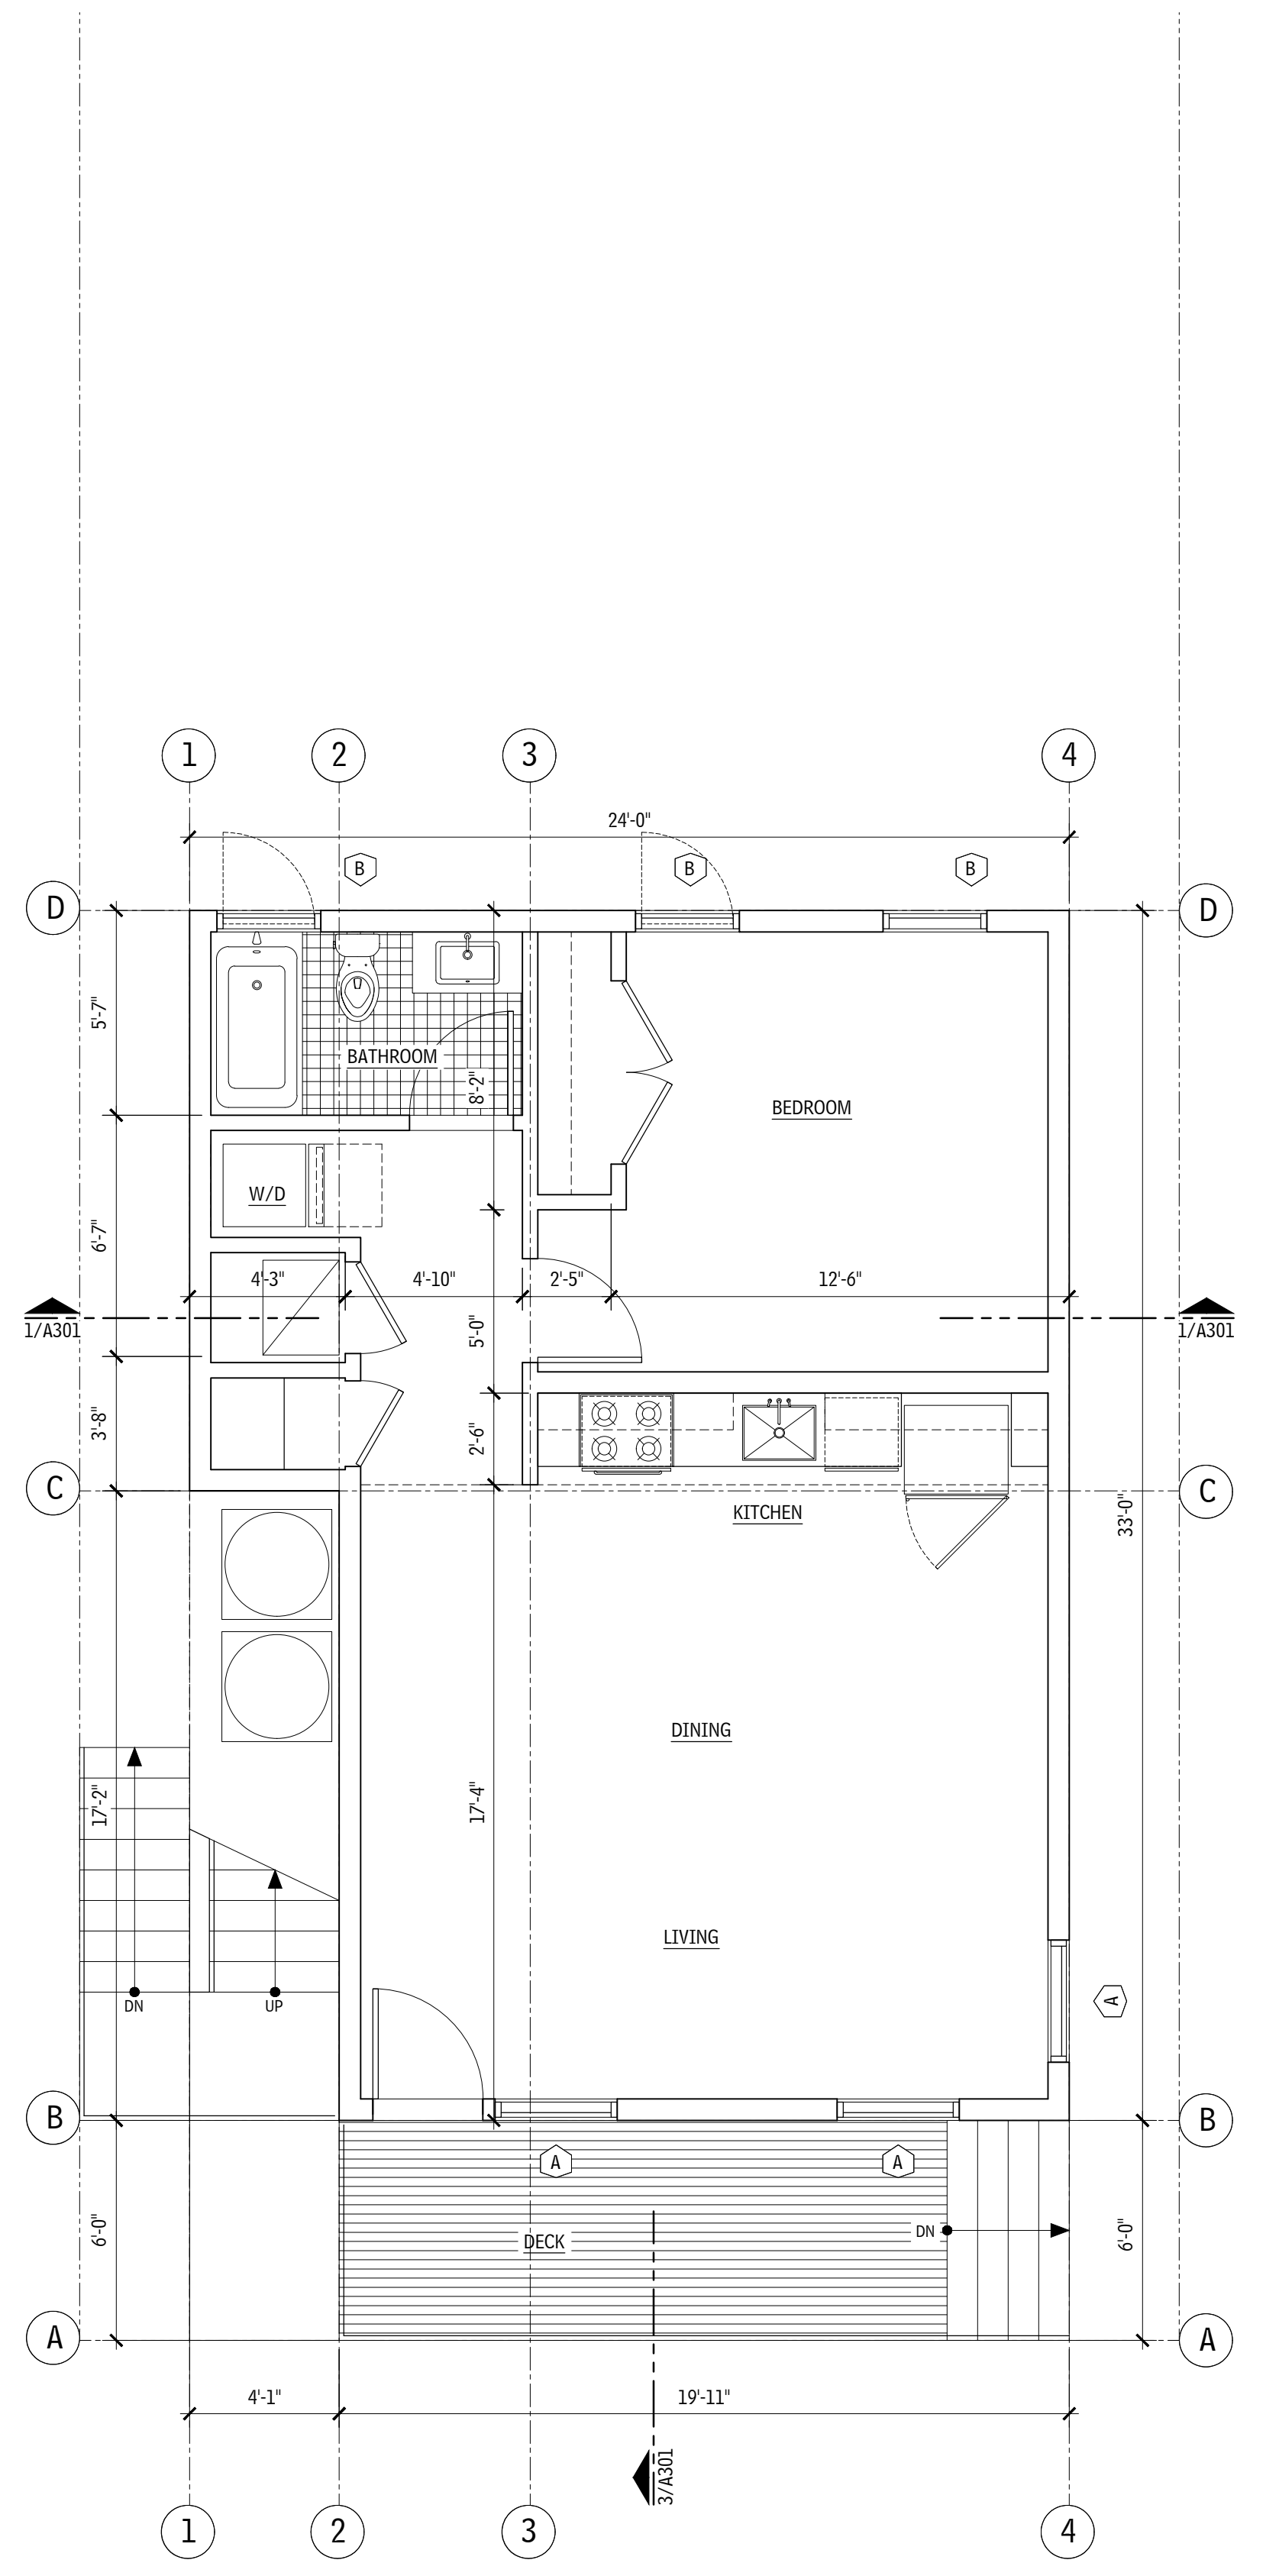 1
2
3
4
24'-0"
B
B
B
D
D
5'-7"
BATHROOM
8'-2"
BEDROOM
W/D
6'-7"
4'-3"
4'-10"
2'-5"
12'-6"
1/A301
1/A301
5'-0"
3'-8"
2'-6"
C
C
KITCHEN
33'-0"
DINING
17'-2"
17'-4"
LIVING
A
DN
UP
B
B
A
A
DN
DECK
6'-0"
6'-0"
A
A
4'-1"
19'-11"
3/A301
1
2
3
4